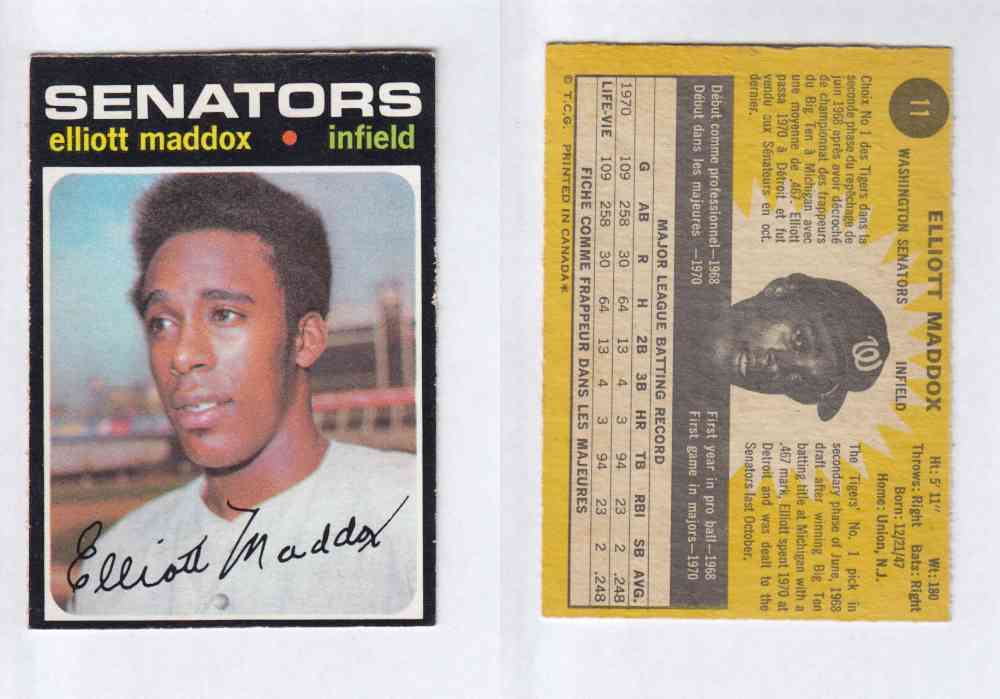 SENATORS
elliott maddox • infield
Elliott Maddox
11
ELLIOTT MADDOX
WASHINGTON SENATORS INFIELD
Ht: 5' 11" Wt: 180
Throws: Right Bats: Right
Born: 12/21/47
Home: Union, N.J.
Choix No 1 des Tigers dans la
seconde phase du repêchage de
juin 1968 après avoir décroché
de championnat des frappeurs
du Big Ten à Michigan avec
une moyenne de .467. Elliott
passa 1970 à Détroit et fut
vendu aux Sénateurs en oct.
dernier.
W
The Tigers' No. 1 pick in
secondary phase of June, 1968
draft after winning Big Ten
batting title at Michigan with a
.467 mark, Elliott spent 1970 at
Detroit and was dealt to the
Senators last October.
Début comme professionnel—1968 First year in pro ball—1968
Début dans les majeures —1970 First game in majors—1970
MAJOR LEAGUE BATTING RECORD
G AB R H 2B 3B HR TB RBI SB AVG.
1970 109 258 30 64 13 4 3 94 23 2 .248
LIFE-VIE 109 258 30 64 13 4 3 94 23 2 .248
FICHE COMME FRAPPEUR DANS LES MAJEURES
© T.C.G. PRINTED IN CANADA*